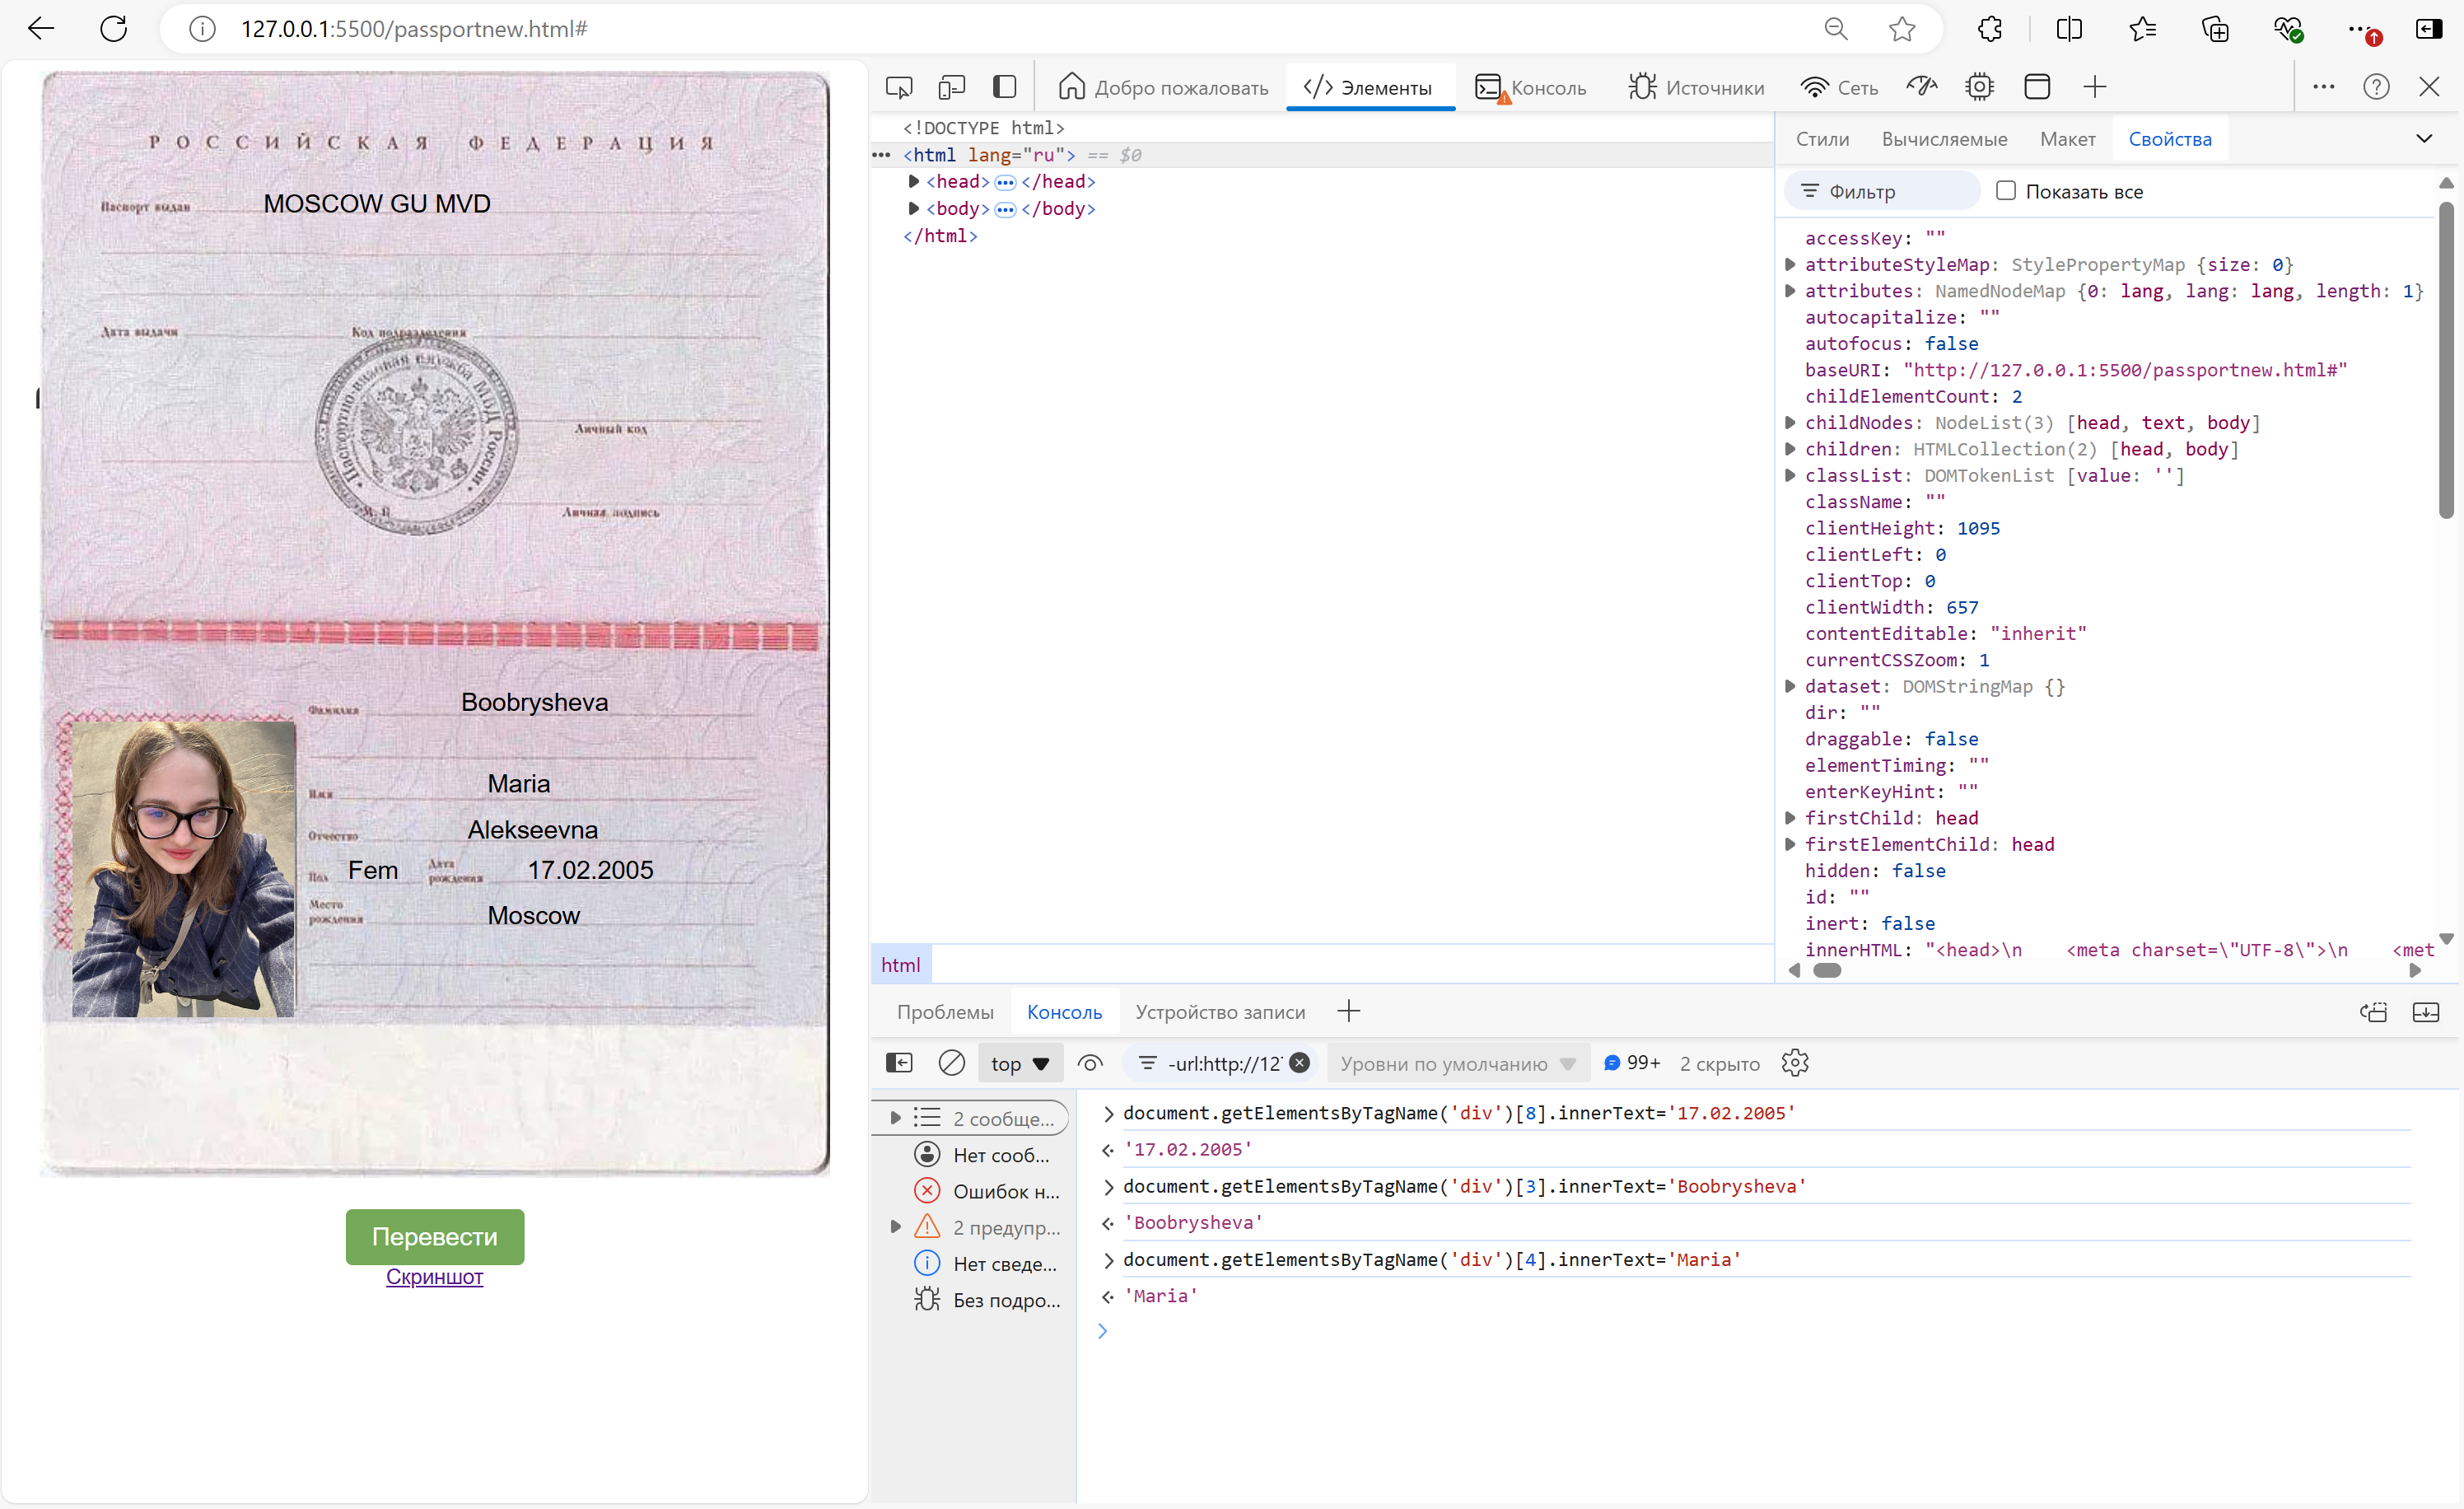 127.0.0.1:5500/passportnew.html#
РОССИЙСКАЯ ФЕДЕРАЦИЯ
Паспорт выдан MOSCOW GU MVD
Дата выдачи Код подразделения
Паспортно-визовая служба МВД России
Личный код
М. П.
Личная подпись
Фамилия Boobrysheva
Имя Maria
Отчество Alekseevna
Пол Fem Дата рождения 17.02.2005
Место рождения Moscow
Перевести
Скриншот
Добро пожаловать Элементы Консоль Источники Сеть
<!DOCTYPE html>
<html lang="ru"> == $0
<head> </head>
<body> </body>
</html>
html
Стили Вычисляемые Макет Свойства
Фильтр Показать все
accessKey: ""
attributeStyleMap: StylePropertyMap {size: 0}
attributes: NamedNodeMap {0: lang, lang: lang, length: 1}
autocapitalize: ""
autofocus: false
baseURI: "http://127.0.0.1:5500/passportnew.html#"
childElementCount: 2
childNodes: NodeList(3) [head, text, body]
children: HTMLCollection(2) [head, body]
classList: DOMTokenList [value: '']
className: ""
clientHeight: 1095
clientLeft: 0
clientTop: 0
clientWidth: 657
contentEditable: "inherit"
currentCSSZoom: 1
dataset: DOMStringMap {}
dir: ""
draggable: false
elementTiming: ""
enterKeyHint: ""
firstChild: head
firstElementChild: head
hidden: false
id: ""
inert: false
innerHTML: "<head>\n    <meta charset=\"UTF-8\">\n    <met
Проблемы Консоль Устройство записи
top -url:http://127 Уровни по умолчанию 99+ 2 скрыто
2 сообще...
Нет сооб...
Ошибок н...
2 предупр...
Нет сведе...
Без подро...
document.getElementsByTagName('div')[8].innerText='17.02.2005'
'17.02.2005'
document.getElementsByTagName('div')[3].innerText='Boobrysheva'
'Boobrysheva'
document.getElementsByTagName('div')[4].innerText='Maria'
'Maria'